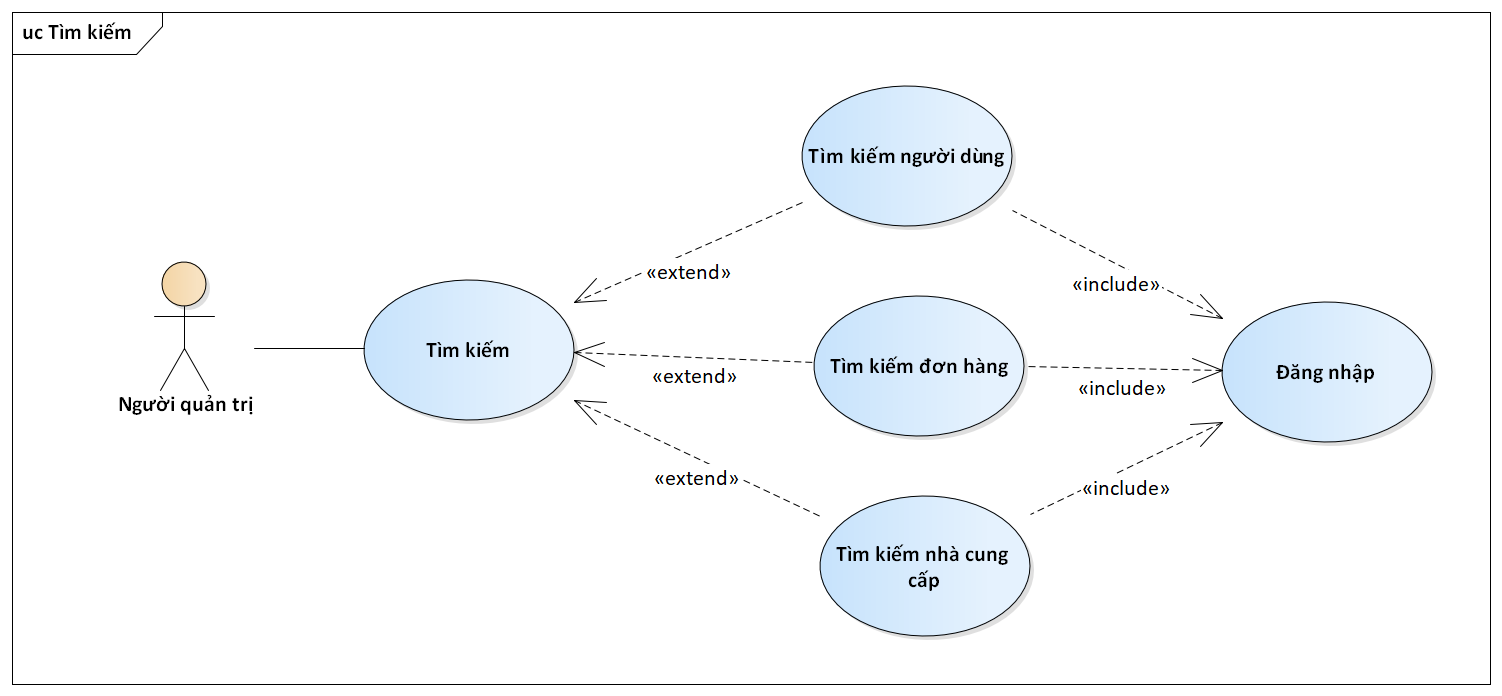 uc Tìm kiếm
Tìm kiếm người dùng
«extend»
«include»
Tìm kiếm
Tìm kiếm đơn hàng
Đăng nhập
«extend»
«include»
Người quản trị
«extend»
«include»
Tìm kiếm nhà cung
cấp